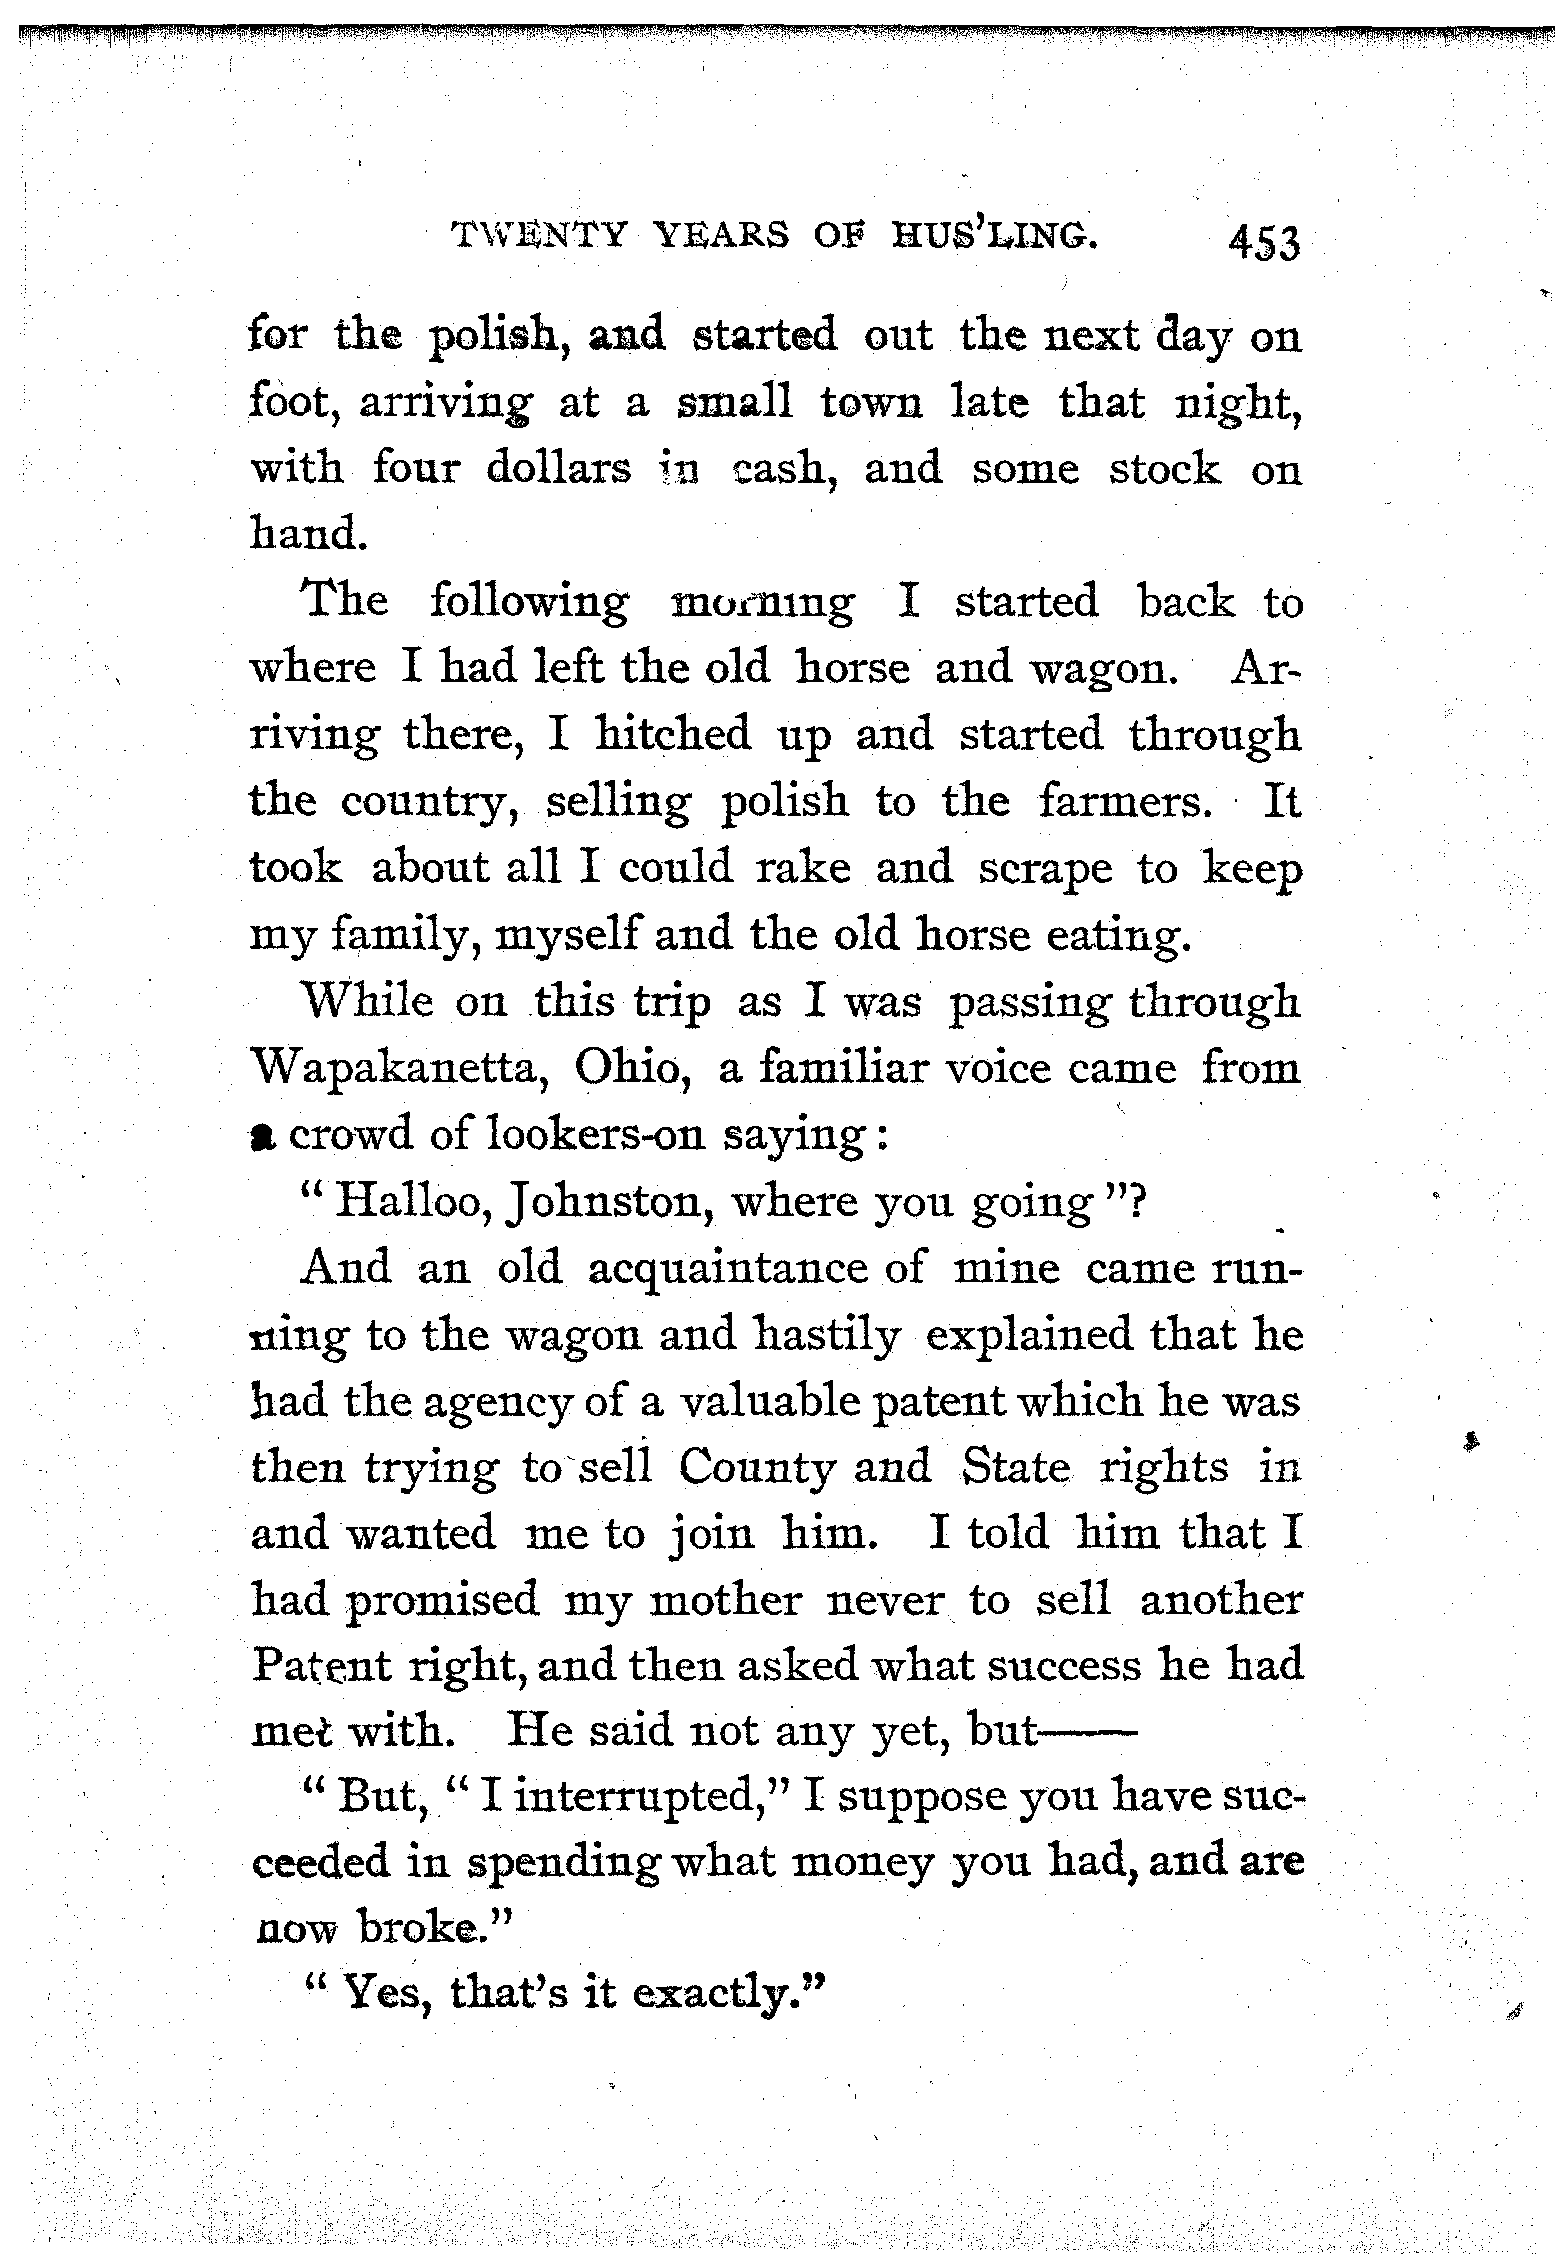 TWENTY YEARS OF HUS'LING. 453
for the polish, and started out the next day on
foot, arriving at a small town late that night,
with four dollars in cash, and some stock on
hand.
The following morning I started back to
where I had left the old horse and wagon. Ar-
riving there, I hitched up and started through
the country, selling polish to the farmers. It
took about all I could rake and scrape to keep
my family, myself and the old horse eating.
While on this trip as I was passing through
Wapakanetta, Ohio, a familiar voice came from
a crowd of lookers-on saying:
" Halloo, Johnston, where you going "?
And an old acquaintance of mine came run-
ning to the wagon and hastily explained that he
had the agency of a valuable patent which he was
then trying to sell County and State rights in
and wanted me to join him. I told him that I
had promised my mother never to sell another
Patent right, and then asked what success he had
met with. He said not any yet, but——
" But, " I interrupted," I suppose you have suc-
ceeded in spending what money you had, and are
now broke."
" Yes, that's it exactly."